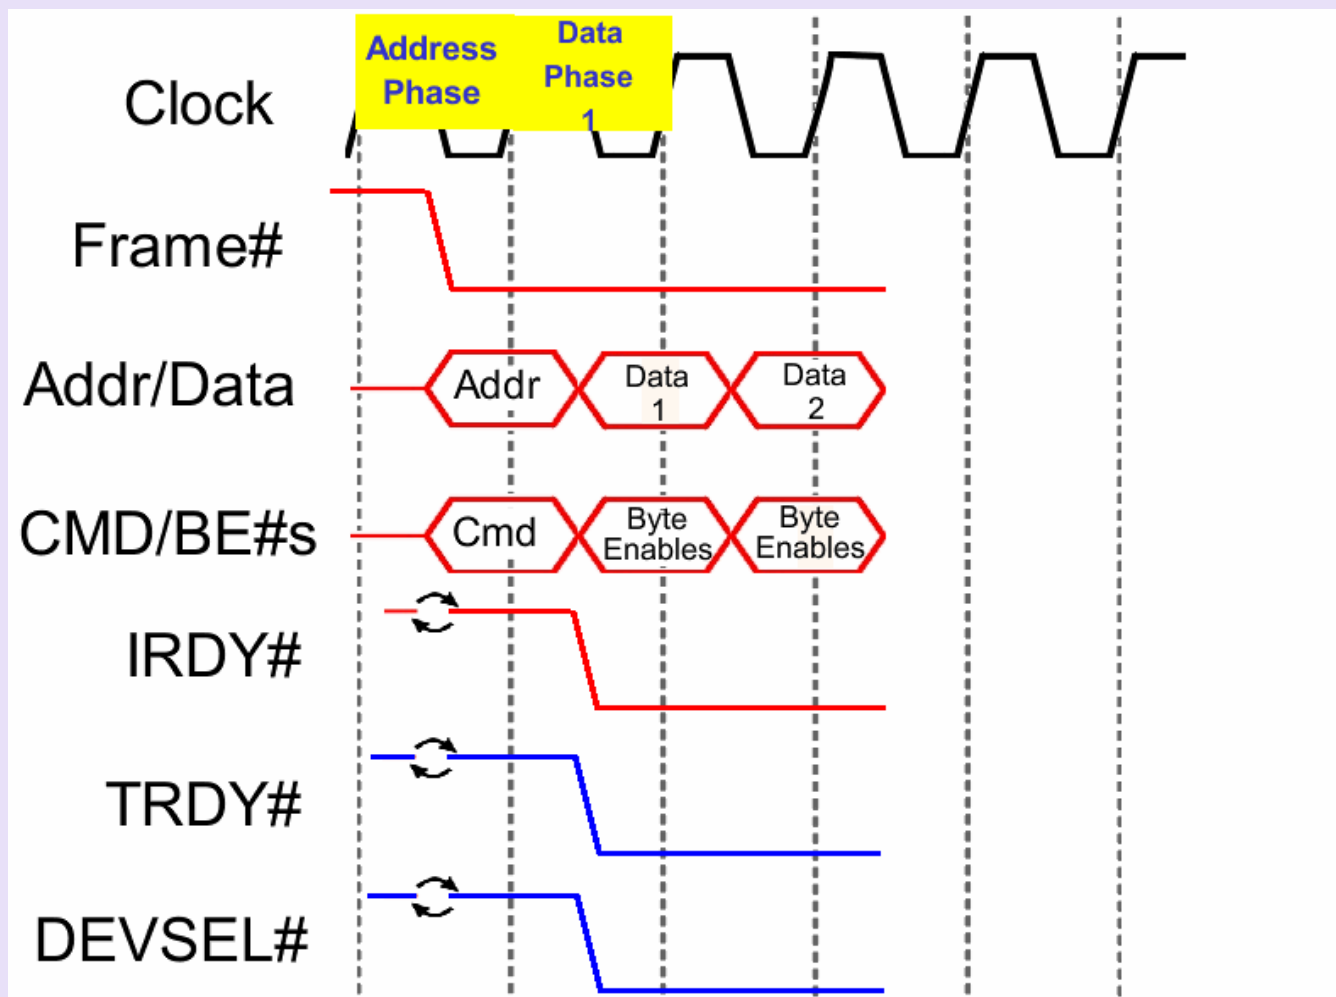 Address
Phase
Data
Phase
1
Clock
Frame#
Addr/Data
Addr
Data
1
Data
2
CMD/BE#s
Cmd
Byte
Enables
Byte
Enables
IRDY#
TRDY#
DEVSEL#